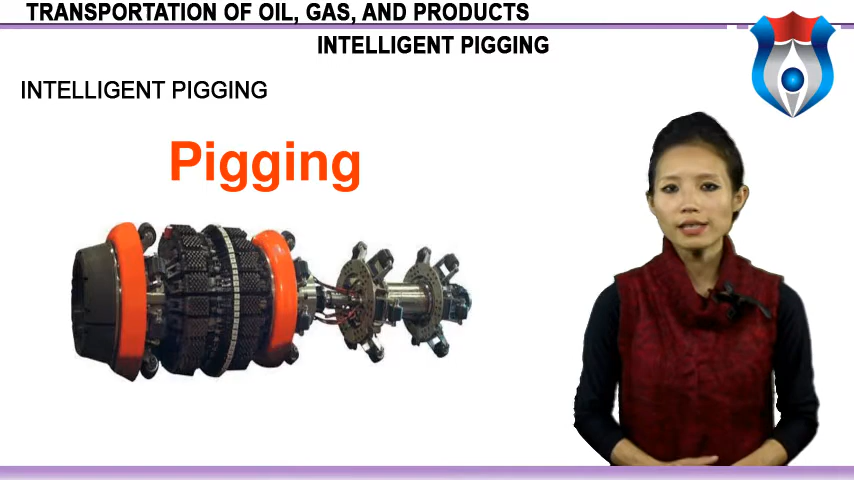 TRANSPORTATION OF OIL, GAS, AND PRODUCTS
INTELLIGENT PIGGING
INTELLIGENT PIGGING
Pigging